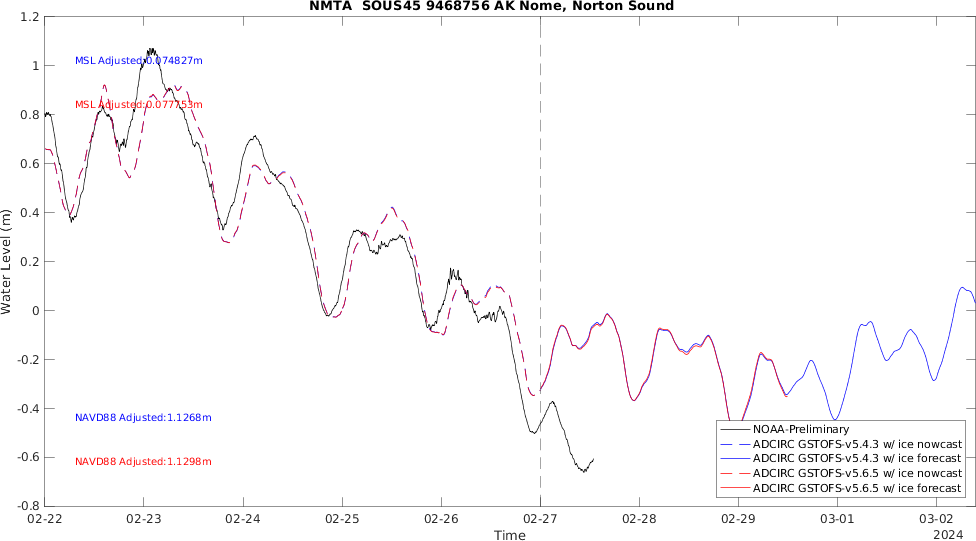 NMTA SOUS45 9468756 AK Nome, Norton Sound
1.2
1
0.8
0.6
0.4
0.2
0
-0.2
-0.4
-0.6
-0.8
Water Level (m)
MSL Adjusted:0.074827m
MSL Adjusted:0.077753m
NAVD88 Adjusted:1.1268m
NAVD88 Adjusted:1.1298m
NOAA-Preliminary
ADCIRC GSTOFS-v5.4.3 w/ ice nowcast
ADCIRC GSTOFS-v5.4.3 w/ ice forecast
ADCIRC GSTOFS-v5.6.5 w/ ice nowcast
ADCIRC GSTOFS-v5.6.5 w/ ice forecast
02-22 02-23 02-24 02-25 02-26 02-27 02-28 02-29 03-01 03-02
Time
2024